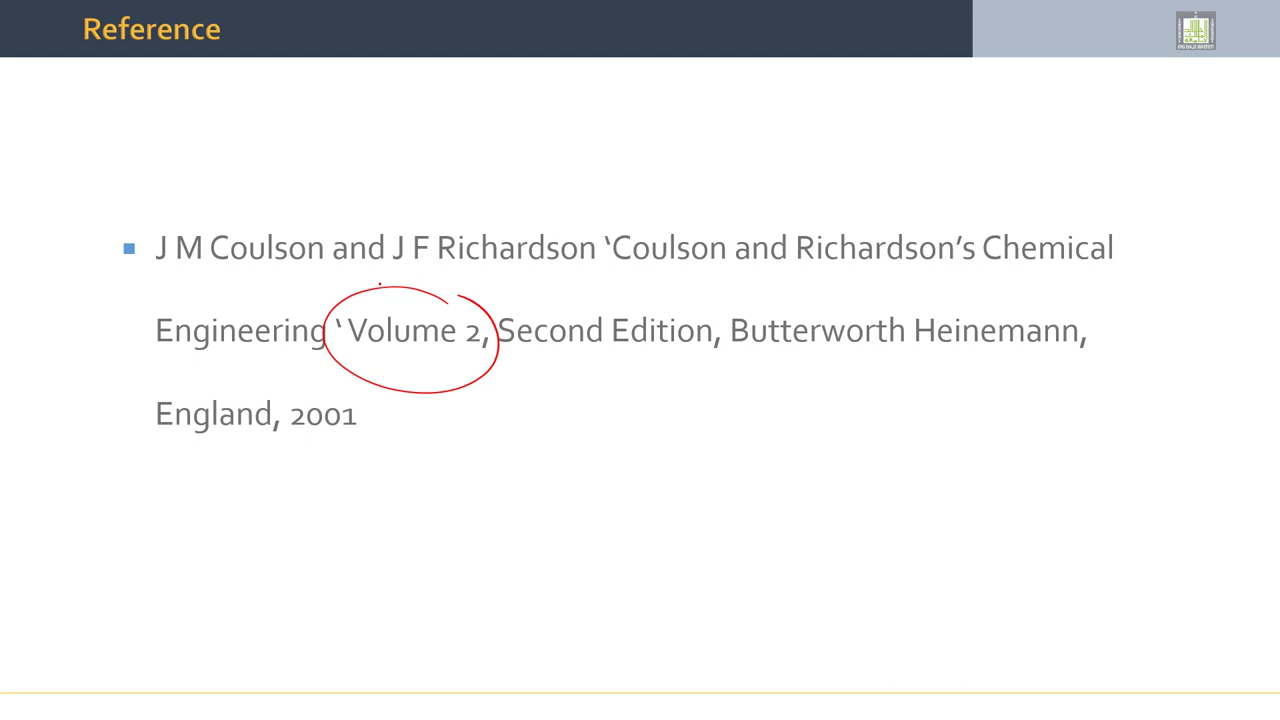 Reference
J M Coulson and J F Richardson ‘Coulson and Richardson’s Chemical
Engineering ‘ Volume 2, Second Edition, Butterworth Heinemann,
England, 2001